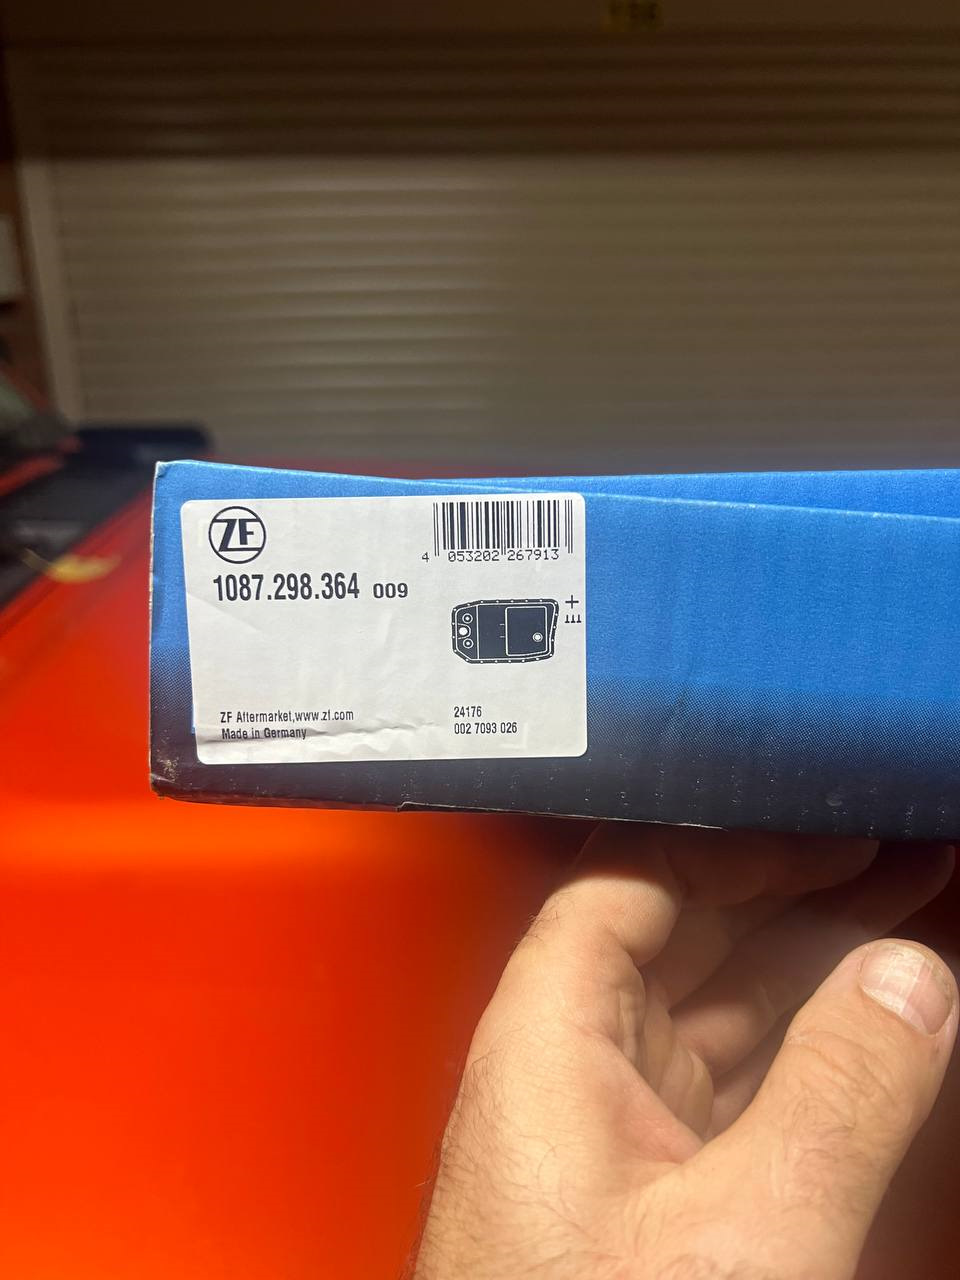 ZF
4 053202 267913
1087.298.364 009
ZF Aftermarket,www.zf.com
Made in Germany
24176
002 7093 026